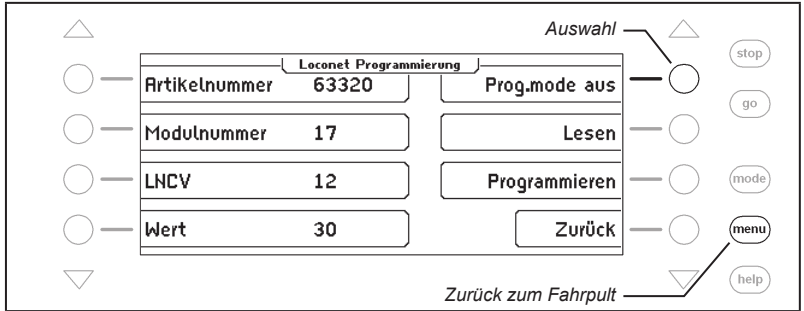 Auswahl
stop
Loconet Programmierung
Artikelnummer 63320 Prog.mode aus
go
Modulnummer 17 Lesen
LNCV 12 Programmieren
mode
Wert 30 Zurück
menu
help
Zurück zum Fahrpult